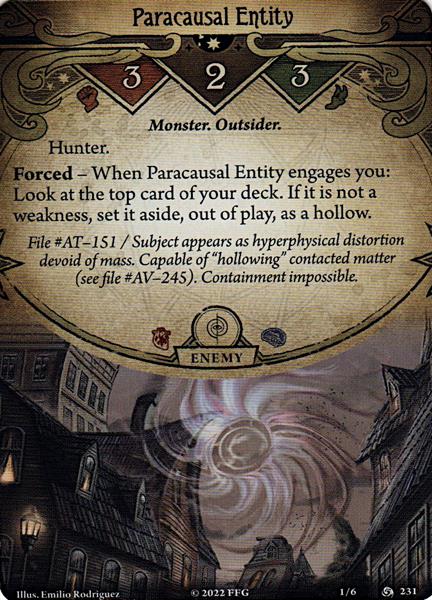 Paracausal Entity
3 2 3
Monster. Outsider.
Hunter.
Forced – When Paracausal Entity engages you:
Look at the top card of your deck. If it is not a
weakness, set it aside, out of play, as a hollow.
File #AT–151 / Subject appears as hyperphysical distortion
devoid of mass. Capable of “hollowing” contacted matter
(see file #AV–245). Containment impossible.
ENEMY
Illus. Emilio Rodriguez © 2022 FFG 1/6 231